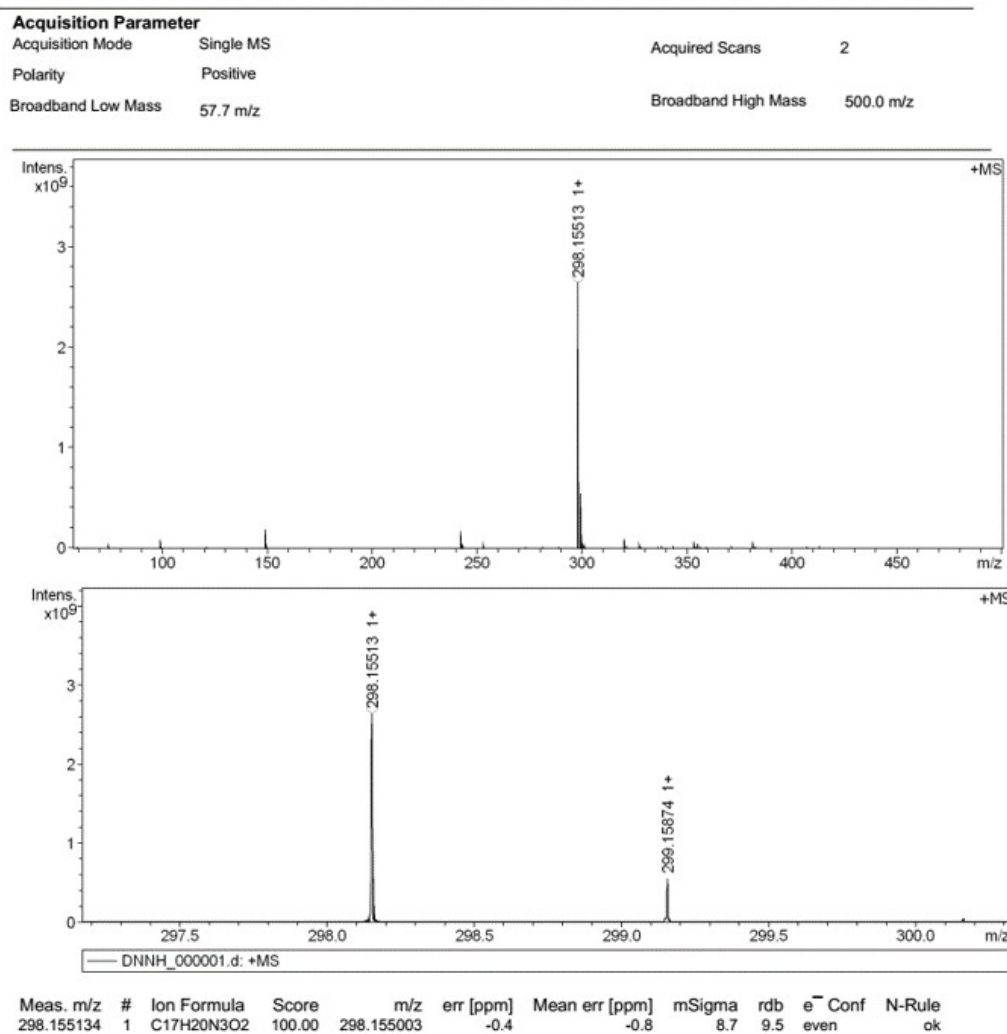 Acquisition Parameter
Acquisition Mode Single MS Acquired Scans 2
Polarity Positive
Broadband Low Mass 57.7 m/z Broadband High Mass 500.0 m/z
Intens. +MS
x10⁹
298.15513 1+
3
2
1
0
100 150 200 250 300 350 400 450 m/z
Intens. +MS
x10⁹
298.15513 1+
299.15874 1+
3
2
1
0
297.5 298.0 298.5 299.0 299.5 300.0 m/z
DNNH_000001.d: +MS
Meas. m/z # Ion Formula Score m/z err [ppm] Mean err [ppm] mSigma rdb e⁻ Conf N-Rule
298.155134 1 C17H20N3O2 100.00 298.155003 -0.4 -0.8 8.7 9.5 even ok